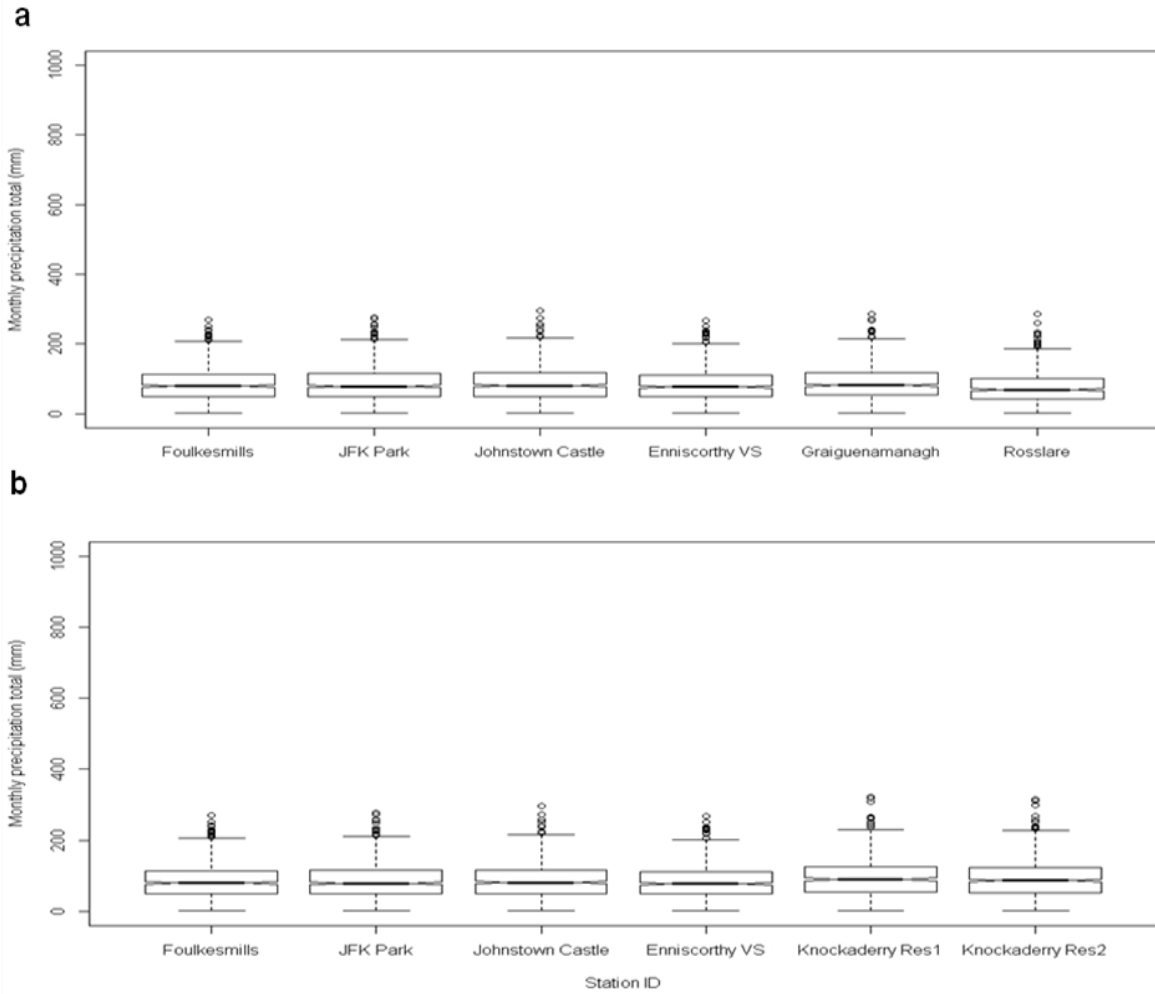 a
Monthly precipitation total (mm)
1000
800
600
400
200
0
Foulkesmills JFK Park Johnstown Castle Enniscorthy VS Graiguenamanagh Rosslare
b
Monthly precipitation total (mm)
1000
800
600
400
200
0
Foulkesmills JFK Park Johnstown Castle Enniscorthy VS Knockaderry Res1 Knockaderry Res2
Station ID